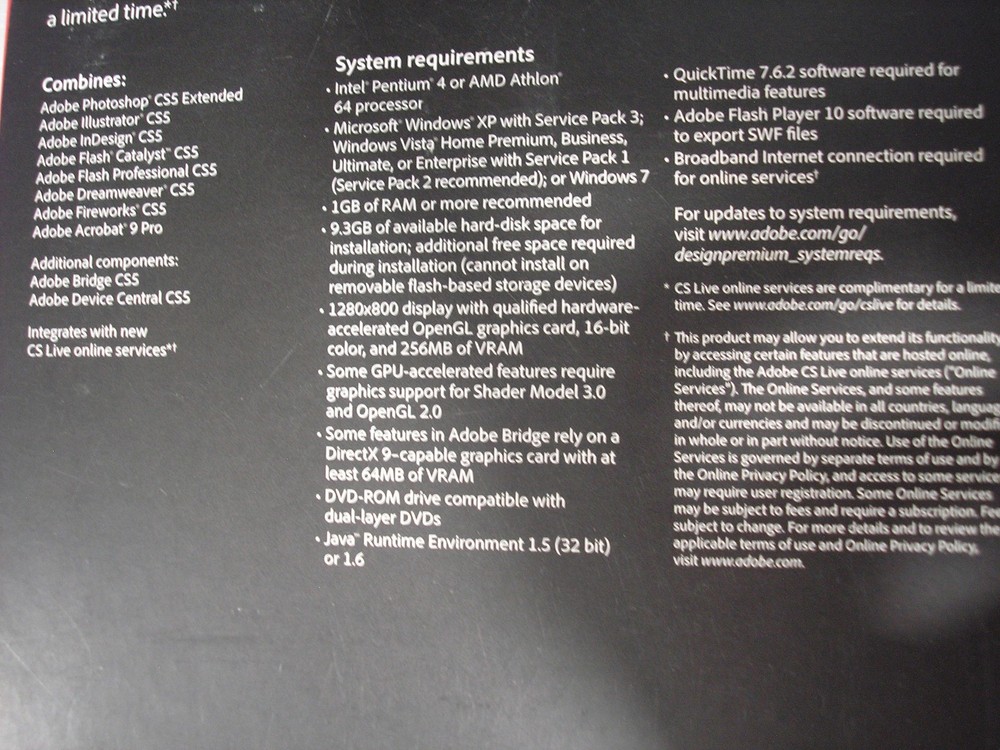 a limited time.*†
Combines:
Adobe Photoshop® CS5 Extended
Adobe Illustrator® CS5
Adobe InDesign® CS5
Adobe Flash® Catalyst™ CS5
Adobe Flash Professional CS5
Adobe Dreamweaver® CS5
Adobe Fireworks® CS5
Adobe Acrobat® 9 Pro
Additional components:
Adobe Bridge CS5
Adobe Device Central CS5
Integrates with new
CS Live online services*†
System requirements
• Intel® Pentium® 4 or AMD Athlon®
64 processor
• Microsoft® Windows® XP with Service Pack 3;
Windows Vista® Home Premium, Business,
Ultimate, or Enterprise with Service Pack 1
(Service Pack 2 recommended); or Windows 7
• 1GB of RAM or more recommended
• 9.3GB of available hard-disk space for
installation; additional free space required
during installation (cannot install on
removable flash-based storage devices)
• 1280x800 display with qualified hardware-
accelerated OpenGL graphics card, 16-bit
color, and 256MB of VRAM
• Some GPU-accelerated features require
graphics support for Shader Model 3.0
and OpenGL 2.0
• Some features in Adobe Bridge rely on a
DirectX 9-capable graphics card with at
least 64MB of VRAM
• DVD-ROM drive compatible with
dual-layer DVDs
• Java™ Runtime Environment 1.5 (32 bit)
or 1.6
• QuickTime 7.6.2 software required for
multimedia features
• Adobe Flash Player 10 software required
to export SWF files
• Broadband Internet connection required
for online services†
For updates to system requirements,
visit www.adobe.com/go/
designpremium_systemreqs.
* CS Live online services are complimentary for a limite
time. See www.adobe.com/go/cslive for details.
† This product may allow you to extend its functionality
by accessing certain features that are hosted online,
including the Adobe CS Live online services ("Online
Services"). The Online Services, and some features
thereof, may not be available in all countries, languag
and/or currencies and may be discontinued or modifi
in whole or in part without notice. Use of the Online
Services is governed by separate terms of use and by
the Online Privacy Policy, and access to some service
may require user registration. Some Online Services
may be subject to fees and require a subscription. Fee
subject to change. For more details and to review the
applicable terms of use and Online Privacy Policy,
visit www.adobe.com.